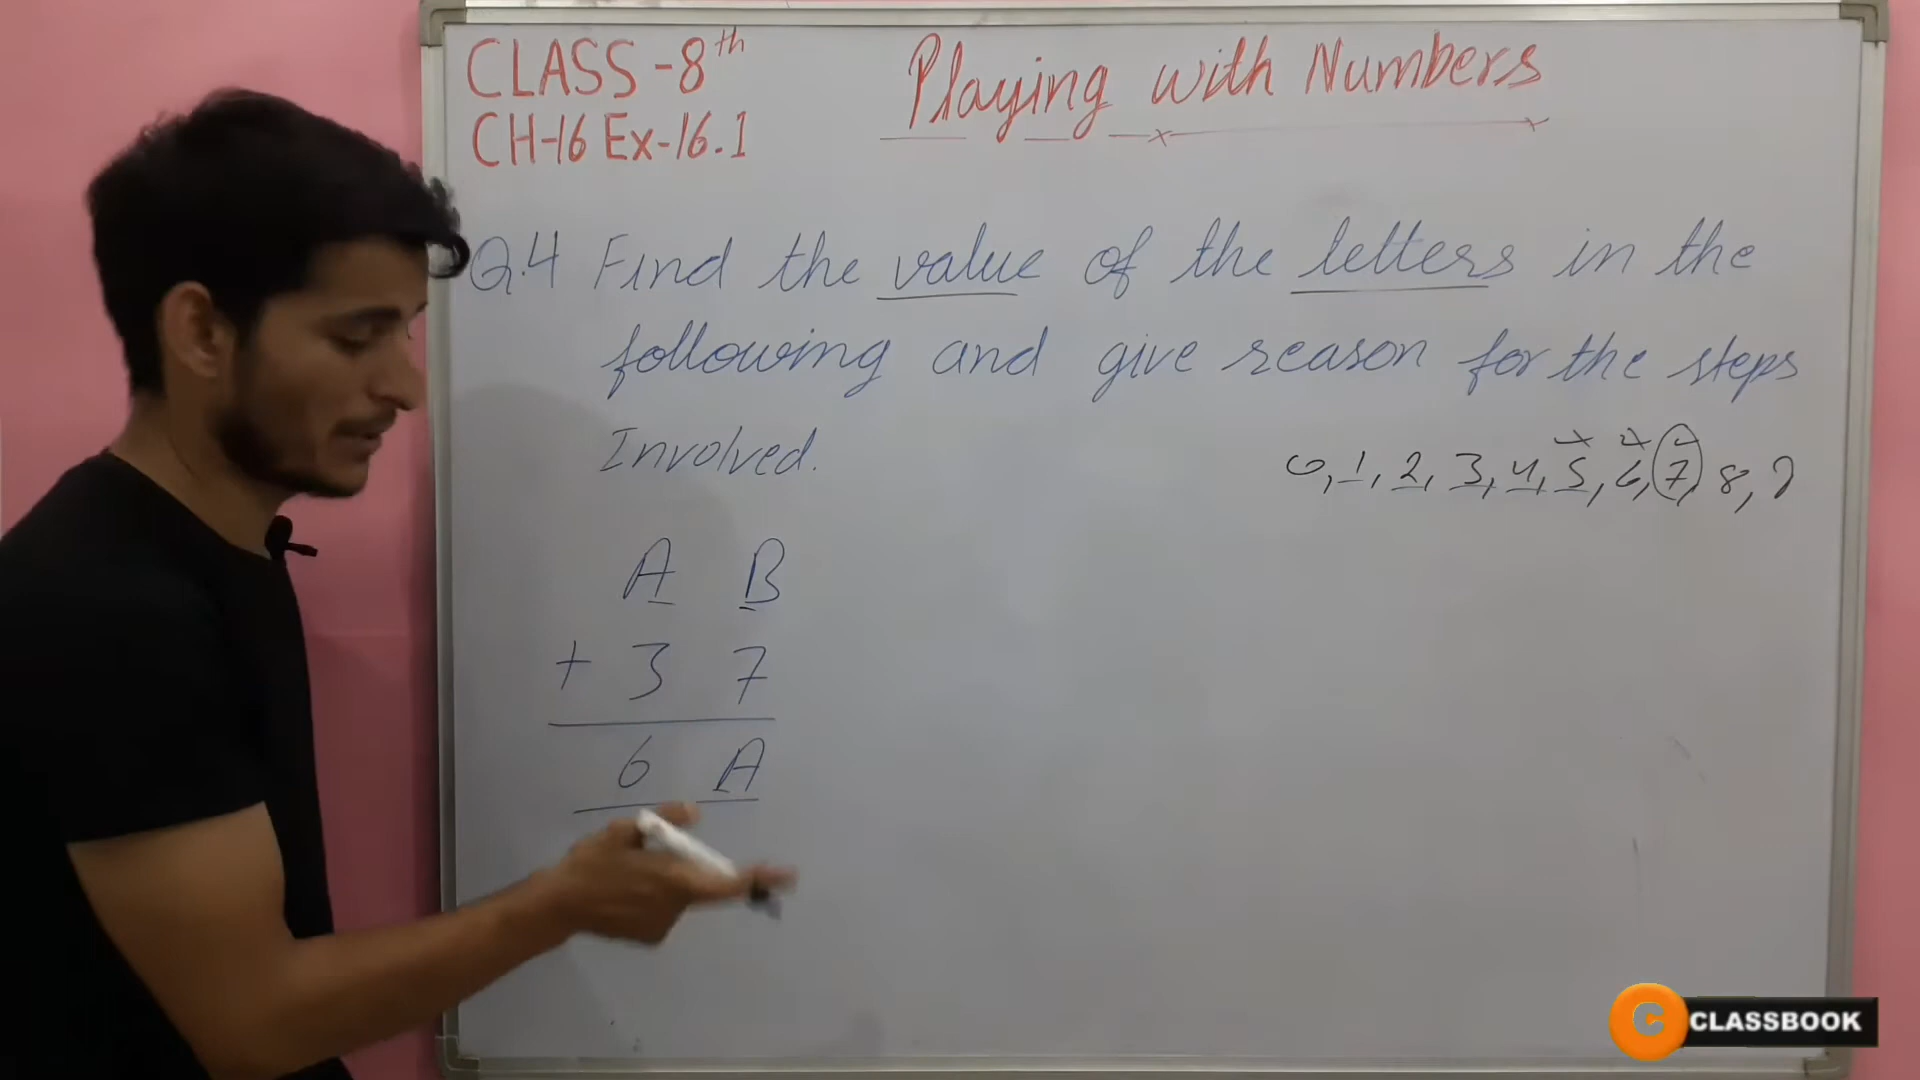 CLASS-8th
CH-16 Ex-16.1
Playing with Numbers
Q.4 Find the value of the letters in the
following and give reason for the steps
Involved.
0, 1, 2, 3, 4, 5, 6, 7, 8, 9
A B
+ 3 7
6 A
C CLASSBOOK